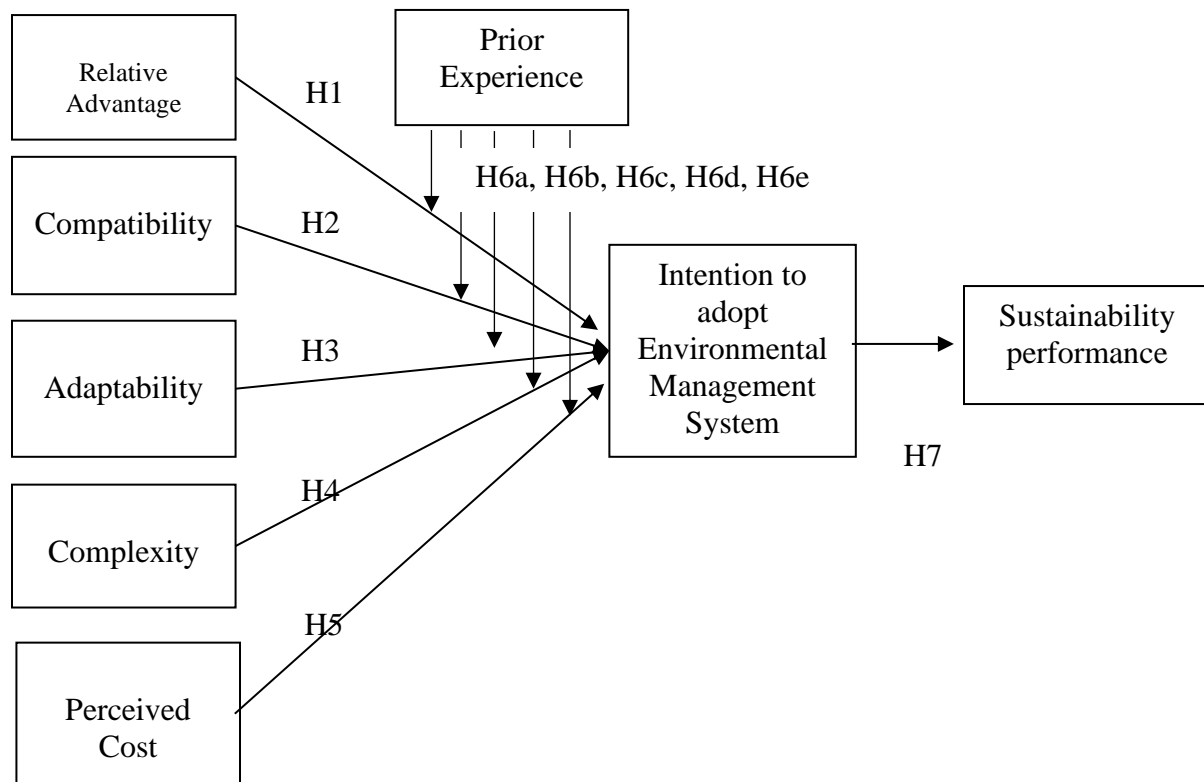 Relative
Advantage
H1
Prior
Experience
H6a, H6b, H6c, H6d, H6e
Compatibility
H2
Adaptability
H3
Complexity
H4
Perceived
Cost
H5
Intention to
adopt
Environmental
Management
System
H7
Sustainability
performance